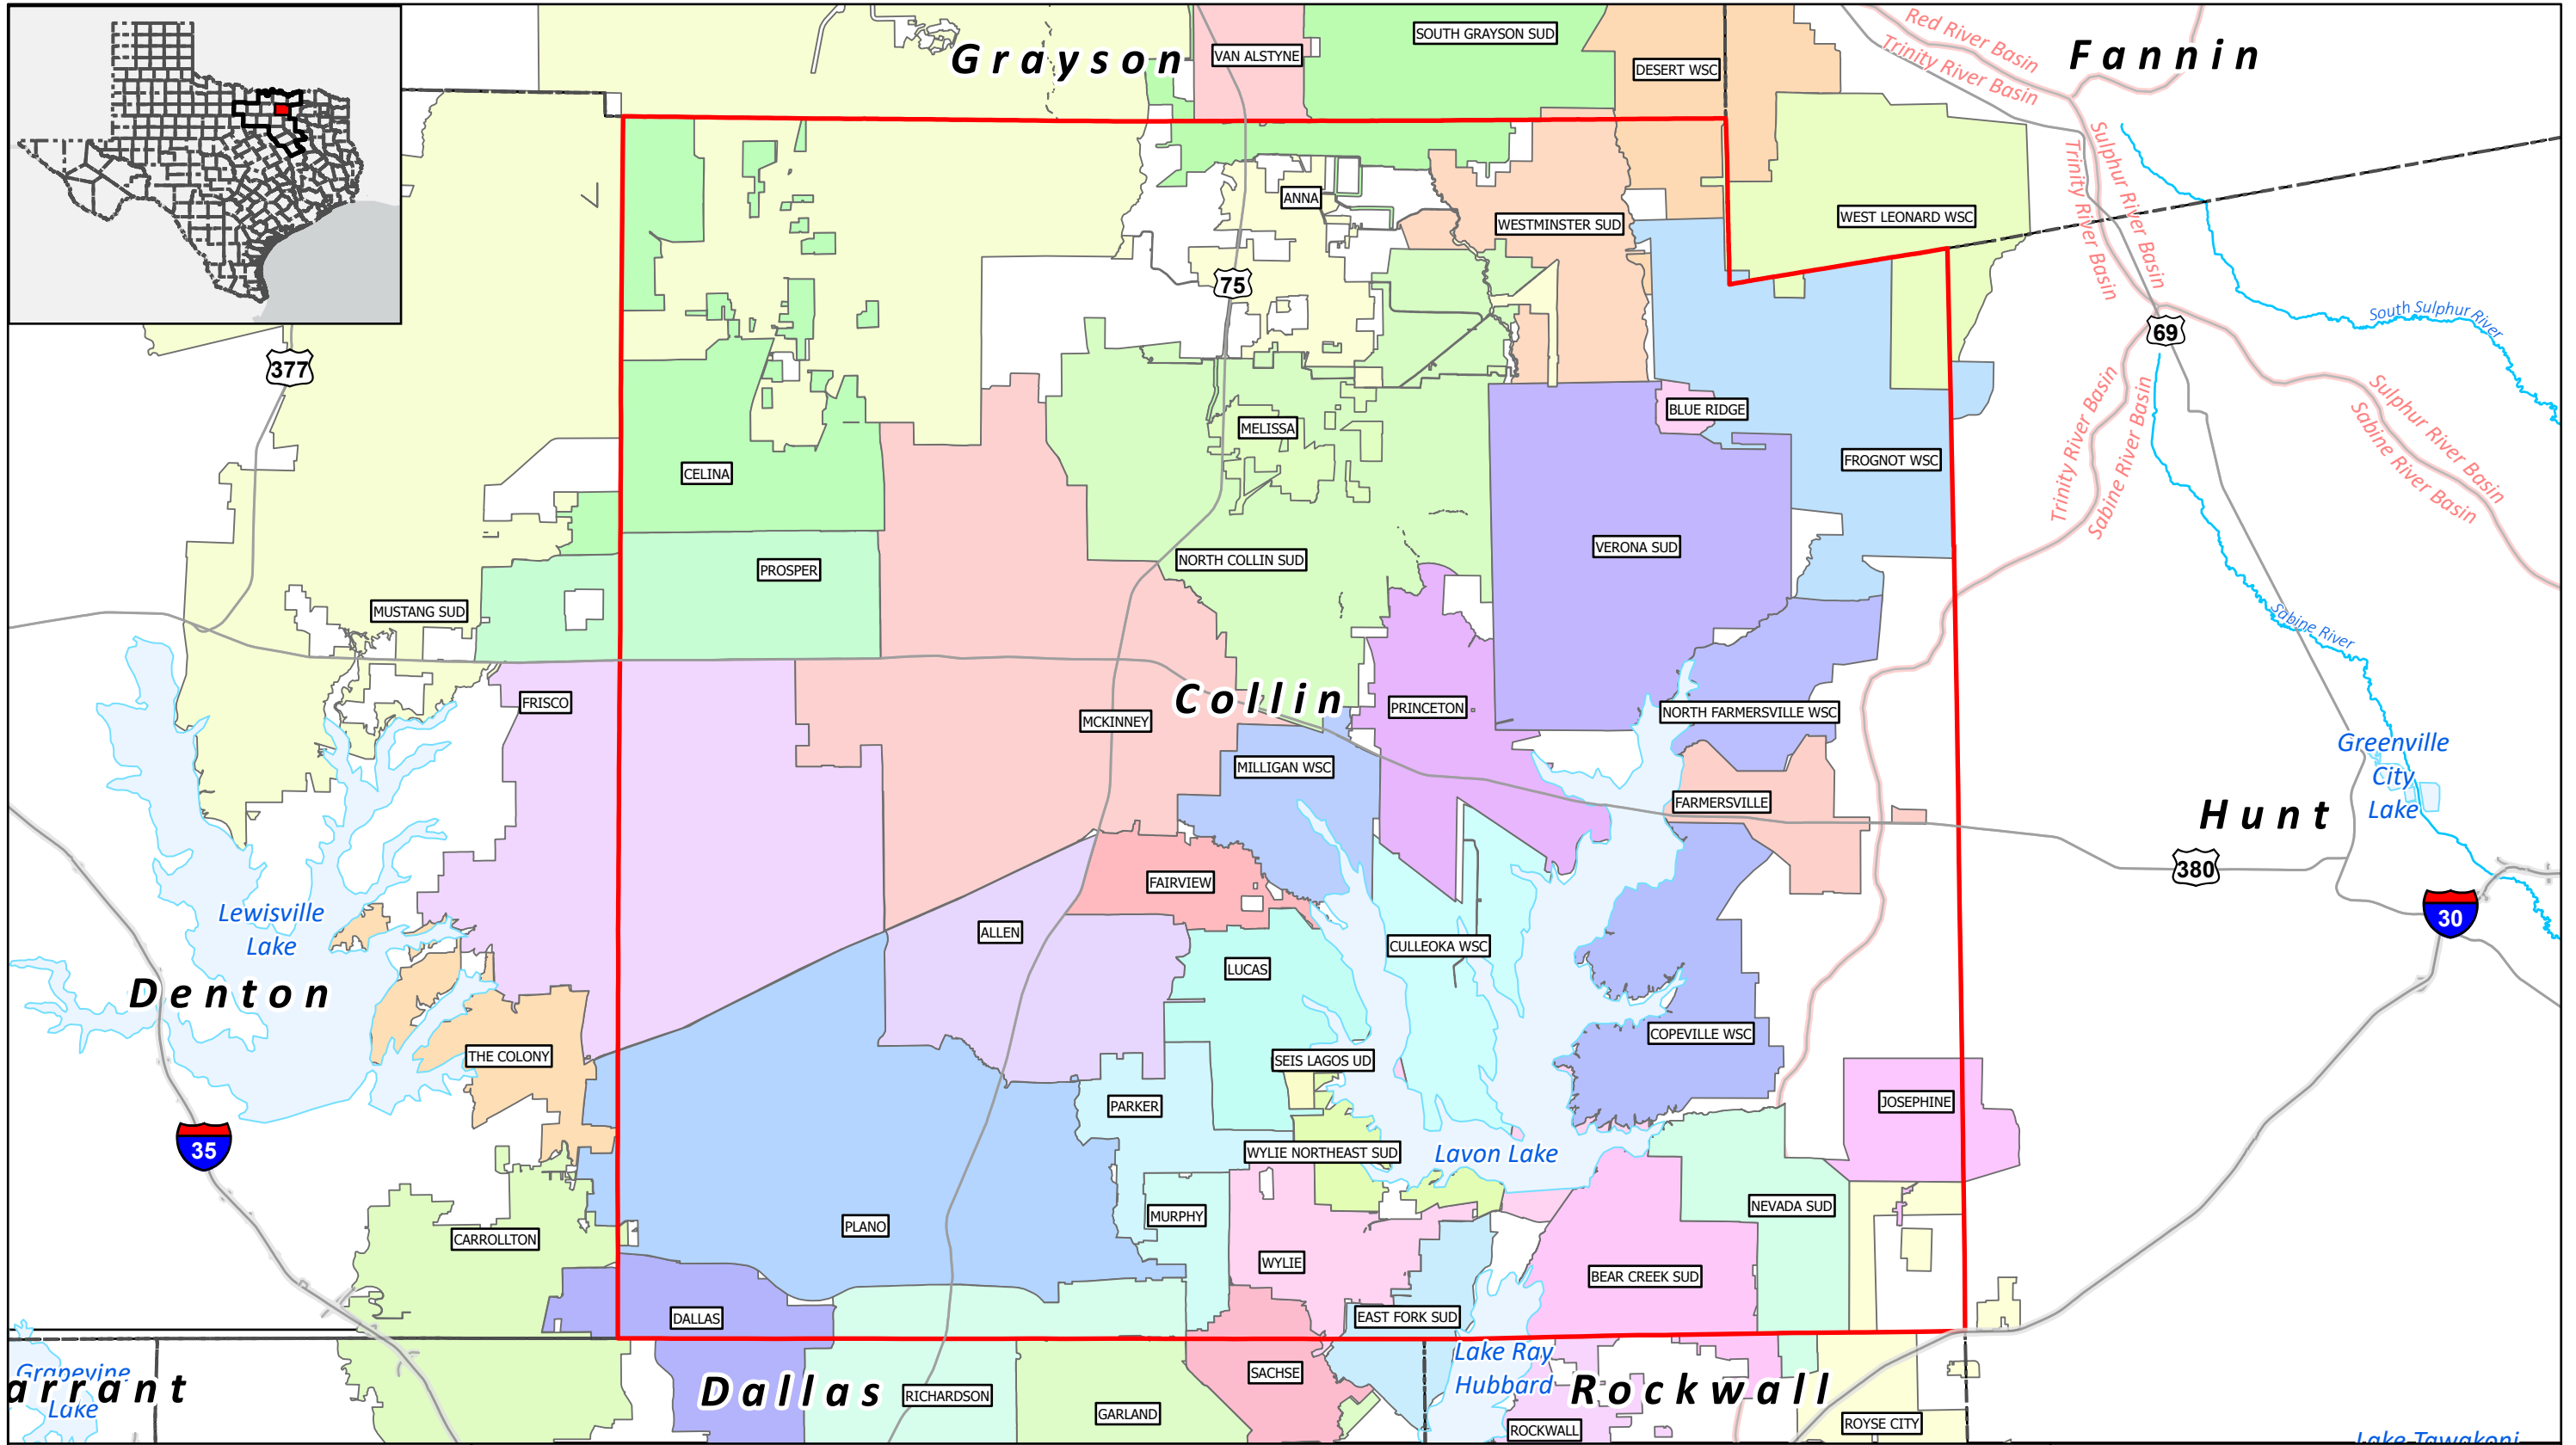 Grayson
VAN ALSTYNE
SOUTH GRAYSON SUD
DESERT WSC
Red River Basin
Trinity River Basin
Fannin
Trinity River Basin
Sulphur River Basin
ANNA
WESTMINSTER SUD
WEST LEONARD WSC
75
South Sulphur River
69
377
Trinity River Basin
Sabine River Basin
Sulphur River Basin
Sabine River Basin
BLUE RIDGE
MELISSA
CELINA
FROGNOT WSC
VERONA SUD
NORTH COLLIN SUD
PROSPER
MUSTANG SUD
Sabine River
FRISCO
Collin
MCKINNEY
PRINCETON
NORTH FARMERSVILLE WSC
Greenville
City
Lake
MILLIGAN WSC
FARMERSVILLE
Hunt
380
FAIRVIEW
Lewisville
Lake
30
ALLEN
CULLEOKA WSC
LUCAS
Denton
COPEVILLE WSC
THE COLONY
SEIS LAGOS UD
PARKER
JOSEPHINE
35
WYLIE NORTHEAST SUD
Lavon Lake
NEVADA SUD
MURPHY
PLANO
CARROLLTON
WYLIE
BEAR CREEK SUD
DALLAS
EAST FORK SUD
Lake Ray
Hubbard
Grapevine
Lake
arrant
Dallas
RICHARDSON
SACHSE
GARLAND
Rockwall
ROCKWALL
ROYSE CITY
Lake Tawakoni